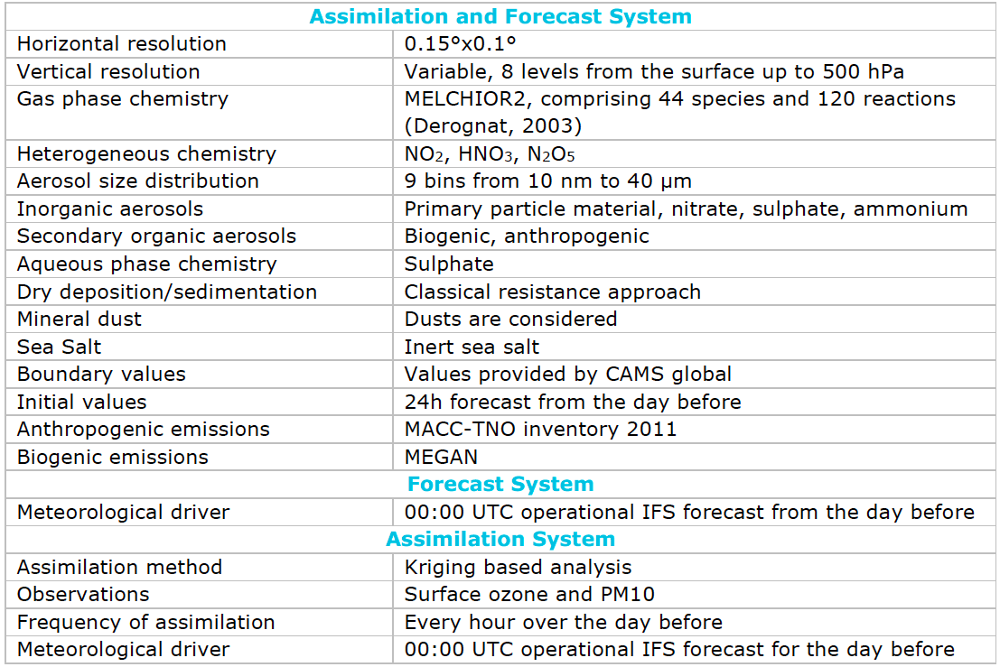 Assimilation and Forecast System
Horizontal resolution 0.15°x0.1°
Vertical resolution Variable, 8 levels from the surface up to 500 hPa
Gas phase chemistry MELCHIOR2, comprising 44 species and 120 reactions
(Derognat, 2003)
Heterogeneous chemistry NO₂, HNO₃, N₂O₅
Aerosol size distribution 9 bins from 10 nm to 40 µm
Inorganic aerosols Primary particle material, nitrate, sulphate, ammonium
Secondary organic aerosols Biogenic, anthropogenic
Aqueous phase chemistry Sulphate
Dry deposition/sedimentation Classical resistance approach
Mineral dust Dusts are considered
Sea Salt Inert sea salt
Boundary values Values provided by CAMS global
Initial values 24h forecast from the day before
Anthropogenic emissions MACC-TNO inventory 2011
Biogenic emissions MEGAN
Forecast System
Meteorological driver 00:00 UTC operational IFS forecast from the day before
Assimilation System
Assimilation method Kriging based analysis
Observations Surface ozone and PM10
Frequency of assimilation Every hour over the day before
Meteorological driver 00:00 UTC operational IFS forecast for the day before